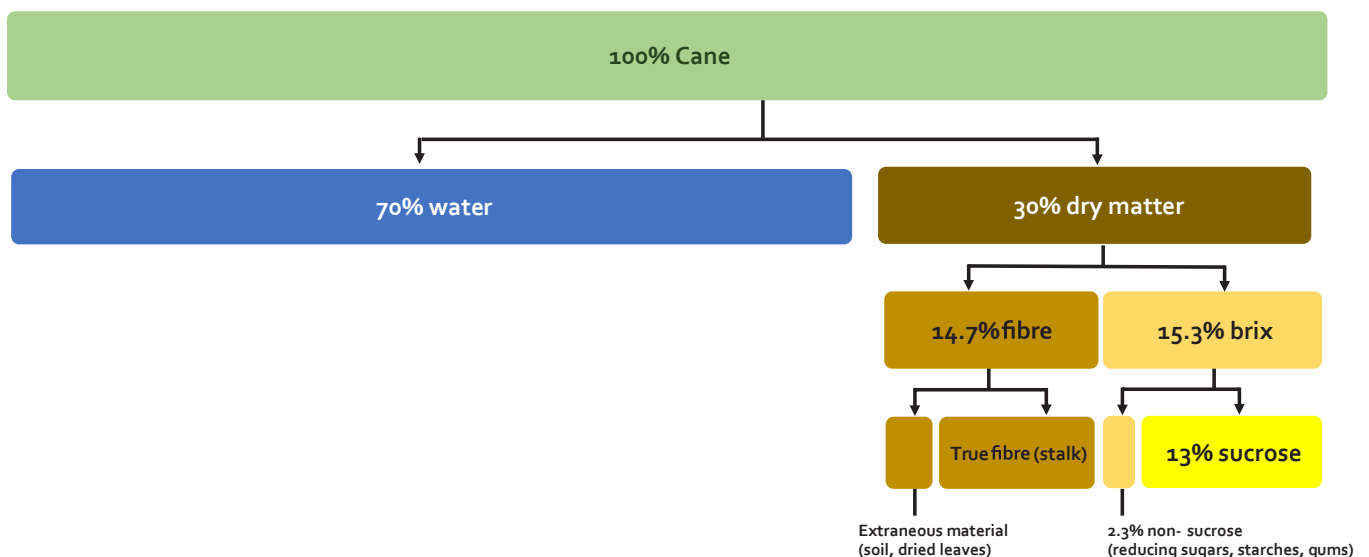 100% Cane
70% water
30% dry matter
14.7% fibre
15.3% brix
True fibre (stalk)
13% sucrose
Extraneous material
(soil, dried leaves)
2.3% non- sucrose
(reducing sugars, starches, gums)